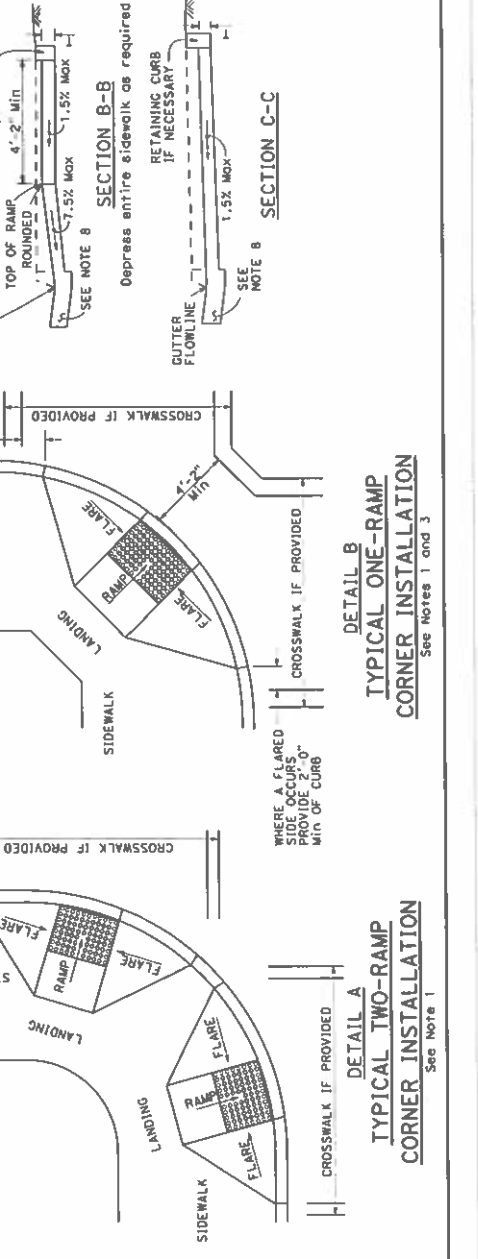 4'-2" Min
TOP OF RAMP
ROUNDED
7.5% Max
1.5% Max
SEE NOTE 8
SECTION B-B
Depress entire sidewalk as required
RETAINING CURB
IF NECESSARY
1.5% Max
GUTTER
FLOWLINE
SEE
NOTE 8
SECTION C-C
CROSSWALK IF PROVIDED
FLARE
RAMP
FLARE
LANDING
SIDEWALK
4'-2"
Min
CROSSWALK IF PROVIDED
WHERE A FLARED
SIDE OCCURS
PROVIDE 2'-0"
Min OF CURB
DETAIL B
TYPICAL ONE-RAMP
CORNER INSTALLATION
See Notes 1 and 3
CROSSWALK IF PROVIDED
FLARE
RAMP
FLARE
LANDING
LANDING
RAMP
FLARE
FLARE
SIDEWALK
CROSSWALK IF PROVIDED
DETAIL A
TYPICAL TWO-RAMP
CORNER INSTALLATION
See Note 1